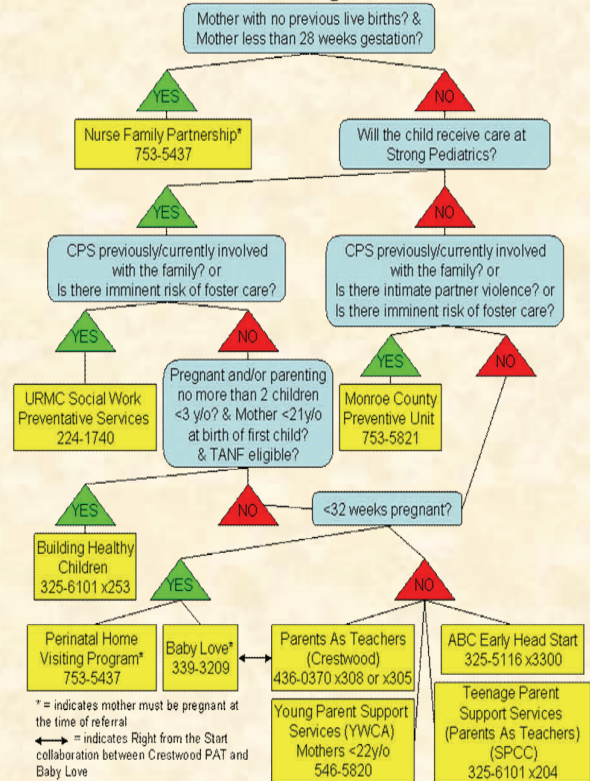 Mother with no previous live births? &
Mother less than 28 weeks gestation?
YES
NO
Nurse Family Partnership*
753-5437
Will the child receive care at
Strong Pediatrics?
YES
NO
CPS previously/currently involved
with the family? or
Is there imminent risk of foster care?
CPS previously/currently involved
with the family? or
Is there intimate partner violence? or
Is there imminent risk of foster care?
YES
NO
YES
NO
URMC Social Work
Preventative Services
224-1740
Pregnant and/or parenting
no more than 2 children
<3 y/o? & Mother <21y/o
at birth of first child?
& TANF eligible?
Monroe County
Preventive Unit
753-5821
YES
NO
<32 weeks pregnant?
Building Healthy
Children
325-6101 x253
YES
NO
Perinatal Home
Visiting Program*
753-5437
Baby Love*
339-3209
Parents As Teachers
(Crestwood)
436-0370 x308 or x305
ABC Early Head Start
325-5116 x3300
Young Parent Support
Services (YWCA)
Mothers <22y/o
546-5820
Teenage Parent
Support Services
(Parents As Teachers)
(SPCC)
325-6101 x204
* = indicates mother must be pregnant at
the time of referral
= indicates Right from the Start
collaboration between Crestwood PAT and
Baby Love